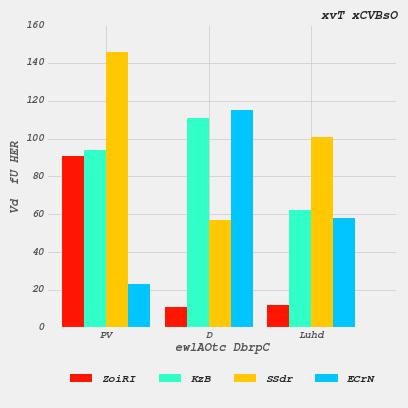 xvT xCVBsO
160
140
120
100
80
60
40
20
0
Vd fU HER
PV D Luhd
ewlAOtc DbrpC
ZoiRI KzB SSdr ECrN